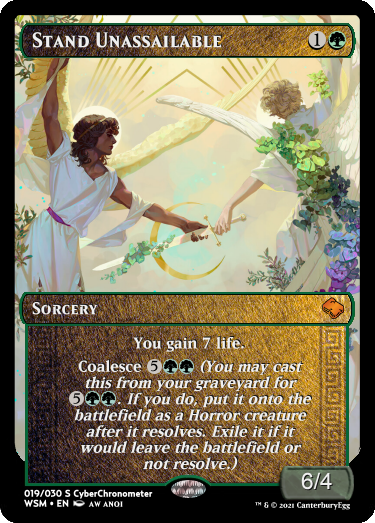 Stand Unassailable 1
Sorcery
You gain 7 life.
Coalesce 5 (You may cast
this from your graveyard for
5. If you do, put it onto the
battlefield as a Horror creature
after it resolves. Exile it if it
would leave the battlefield or
not resolve.)
6/4
019/030 S CyberChronometer
WSM • EN AW ANOI
™ & © 2021 CanterburyEgg